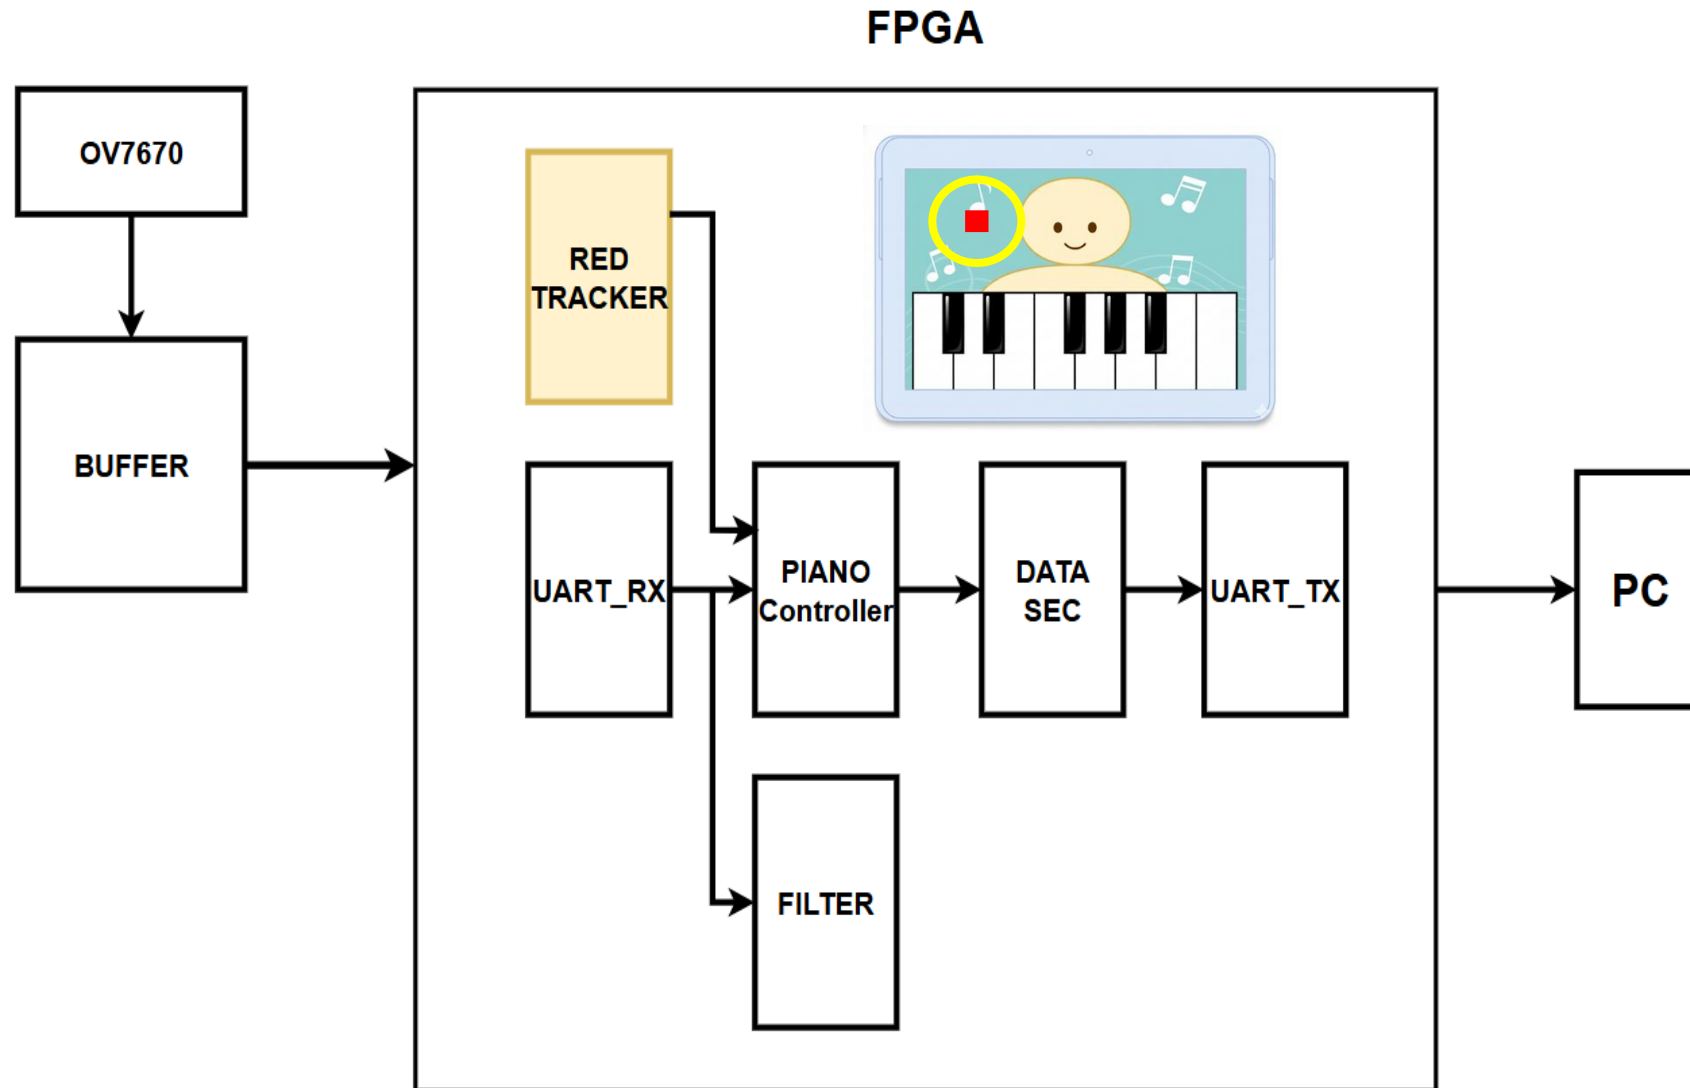 FPGA
OV7670
BUFFER
RED
TRACKER
UART_RX
PIANO
Controller
DATA
SEC
UART_TX
PC
FILTER